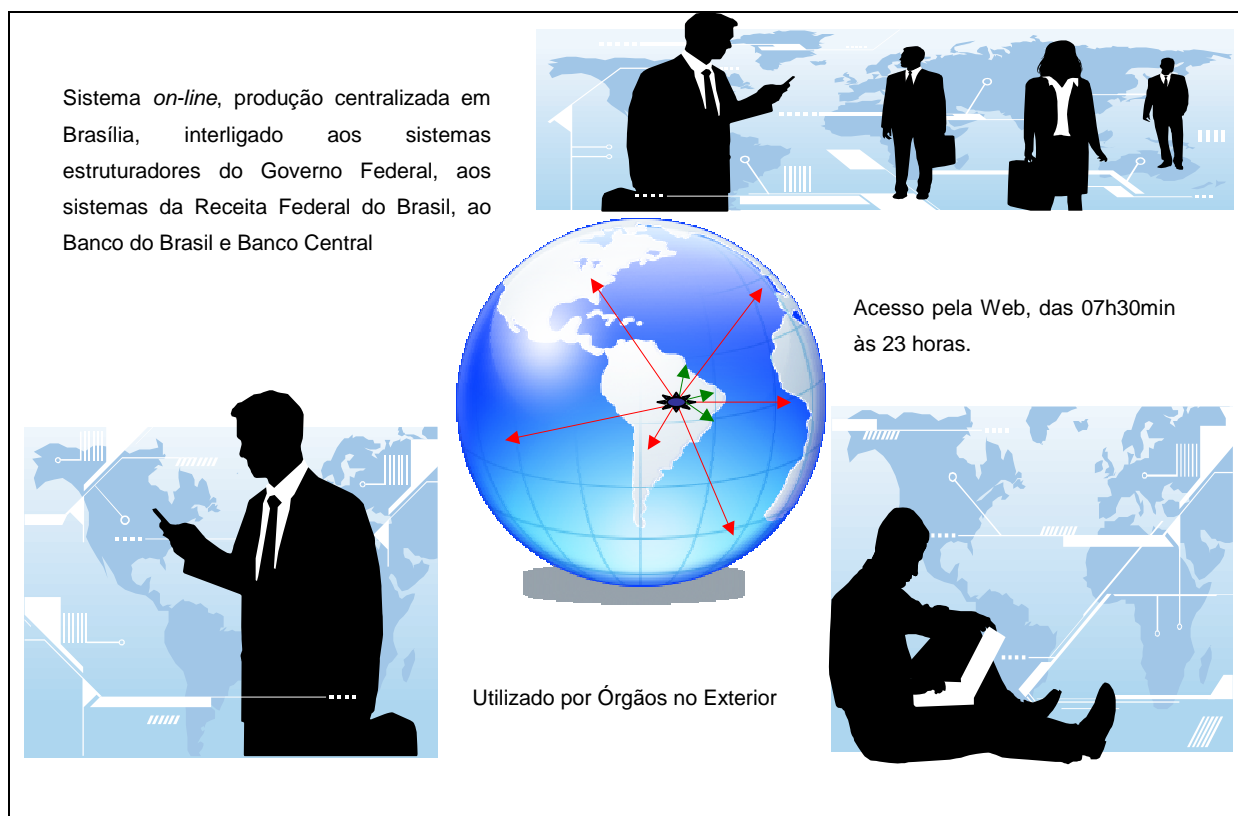 Sistema on-line, produção centralizada em
Brasília, interligado aos sistemas
estruturadores do Governo Federal, aos
sistemas da Receita Federal do Brasil, ao
Banco do Brasil e Banco Central
Acesso pela Web, das 07h30min
às 23 horas.
Utilizado por Órgãos no Exterior